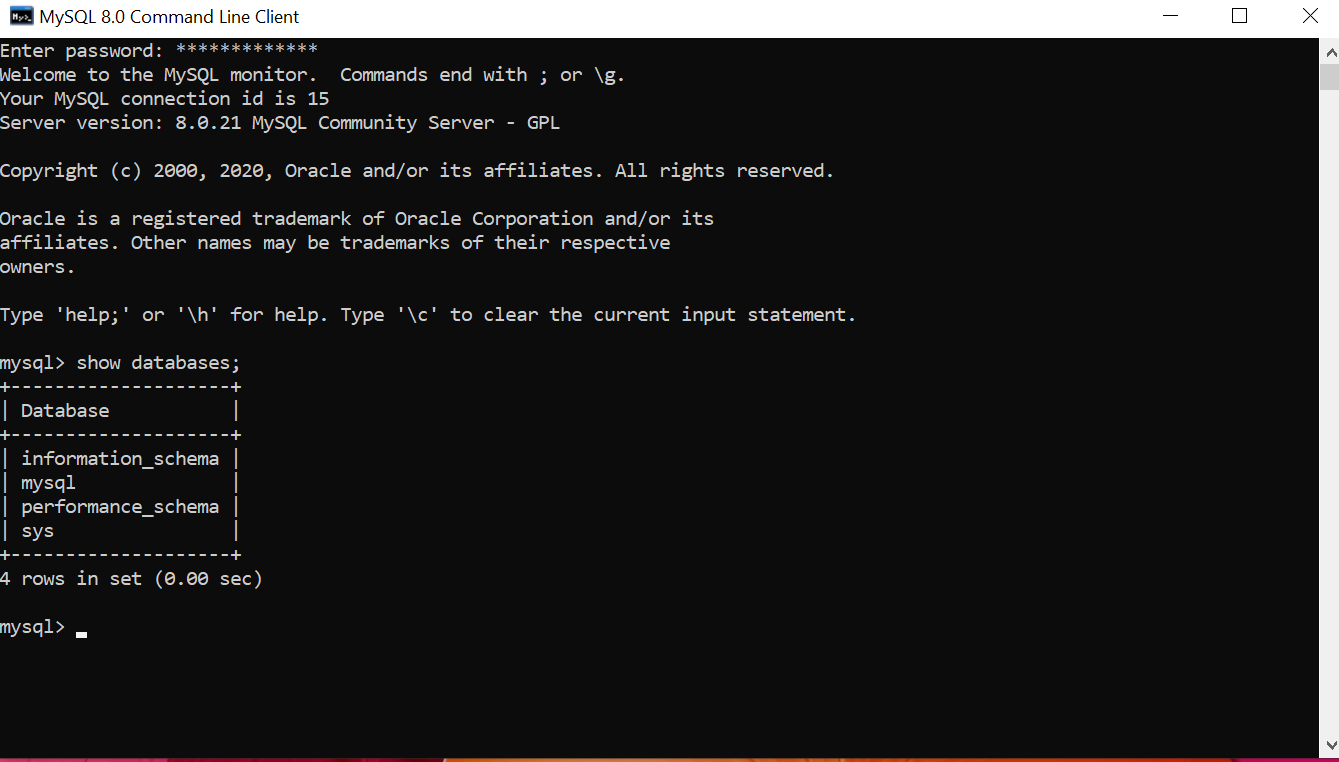 MySQL 8.0 Command Line Client
Enter password: *************
Welcome to the MySQL monitor.  Commands end with ; or \g.
Your MySQL connection id is 15
Server version: 8.0.21 MySQL Community Server - GPL
Copyright (c) 2000, 2020, Oracle and/or its affiliates. All rights reserved.
Oracle is a registered trademark of Oracle Corporation and/or its
affiliates. Other names may be trademarks of their respective
owners.
Type 'help;' or '\h' for help. Type '\c' to clear the current input statement.
mysql> show databases;
+--------------------+
| Database           |
+--------------------+
| information_schema |
| mysql              |
| performance_schema |
| sys                |
+--------------------+
4 rows in set (0.00 sec)
mysql>